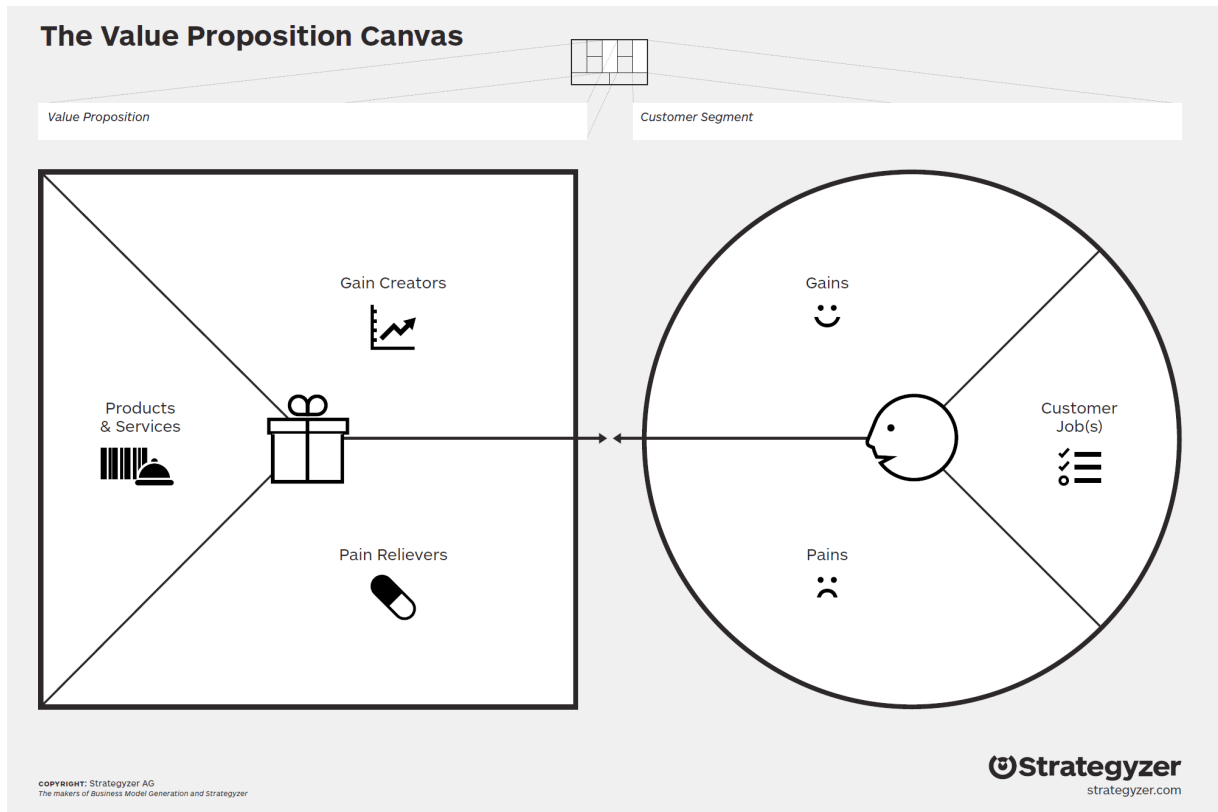 The Value Proposition Canvas
Value Proposition
Customer Segment
Gain Creators
Gains
Products
& Services
Customer
Job(s)
Pain Relievers
Pains
COPYRIGHT: Strategyzer AG
The makers of Business Model Generation and Strategyzer
Strategyzer
strategyzer.com